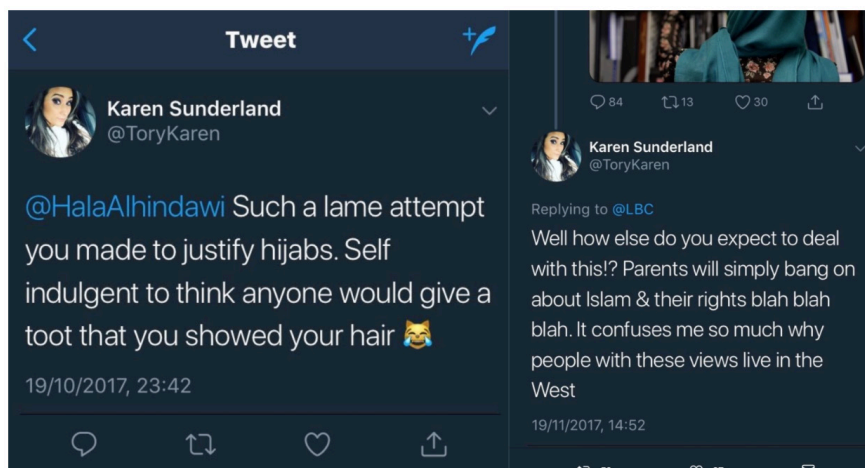 Tweet
Karen Sunderland
@ToryKaren
@HalaAlhindawi Such a lame attempt
you made to justify hijabs. Self
indulgent to think anyone would give a
toot that you showed your hair 😹
19/10/2017, 23:42
84 13 30
Karen Sunderland
@ToryKaren
Replying to @LBC
Well how else do you expect to deal
with this!? Parents will simply bang on
about Islam & their rights blah blah
blah. It confuses me so much why
people with these views live in the
West
19/11/2017, 14:52